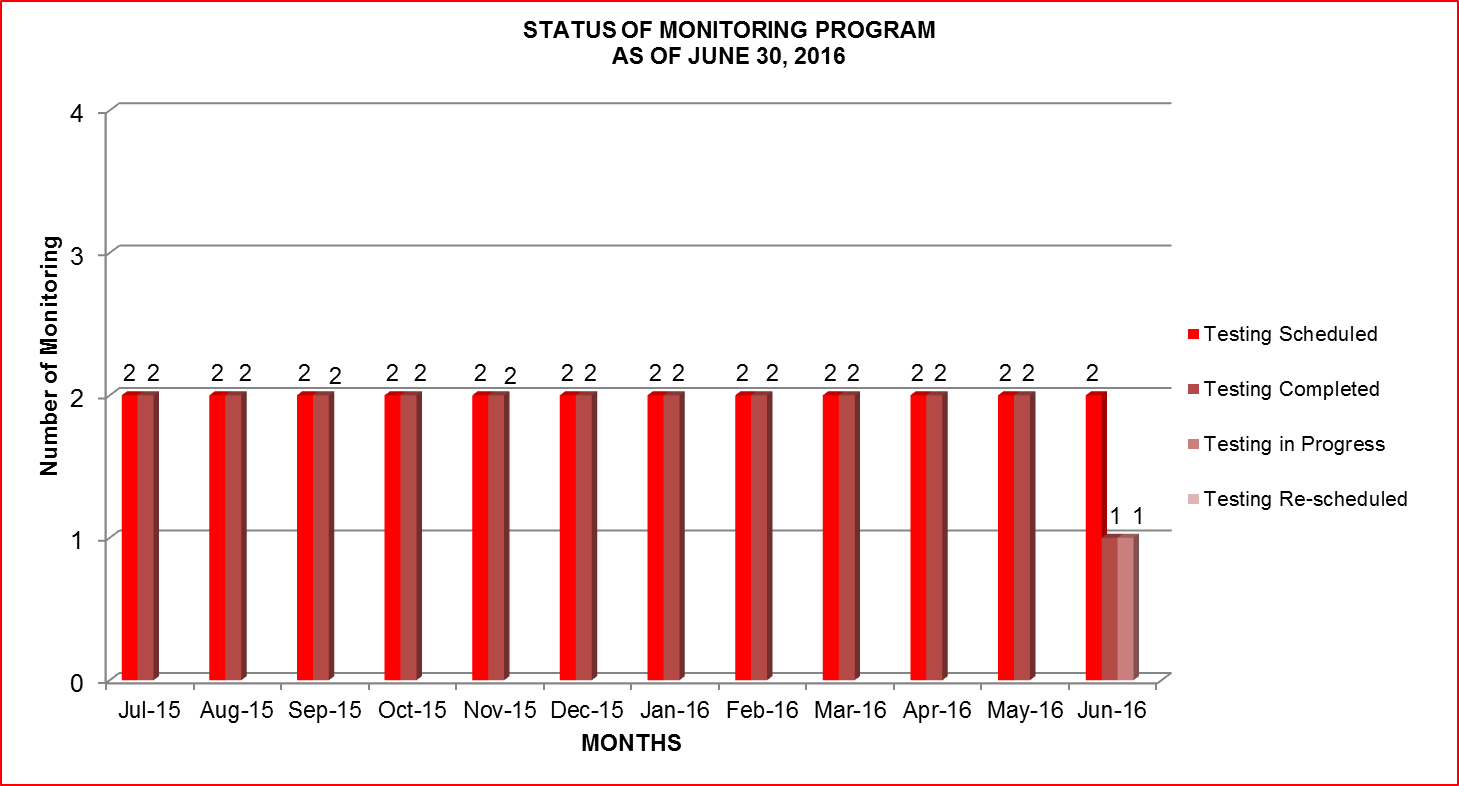 STATUS OF MONITORING PROGRAM
AS OF JUNE 30, 2016
4
3
2
1
0
Number of Monitoring
2 2 2 2 2 2 2 2 2 2 2 2 2 2 2 2 2 2 2 2 2 2 2
1 1
Jul-15 Aug-15 Sep-15 Oct-15 Nov-15 Dec-15 Jan-16 Feb-16 Mar-16 Apr-16 May-16 Jun-16
MONTHS
Testing Scheduled
Testing Completed
Testing in Progress
Testing Re-scheduled